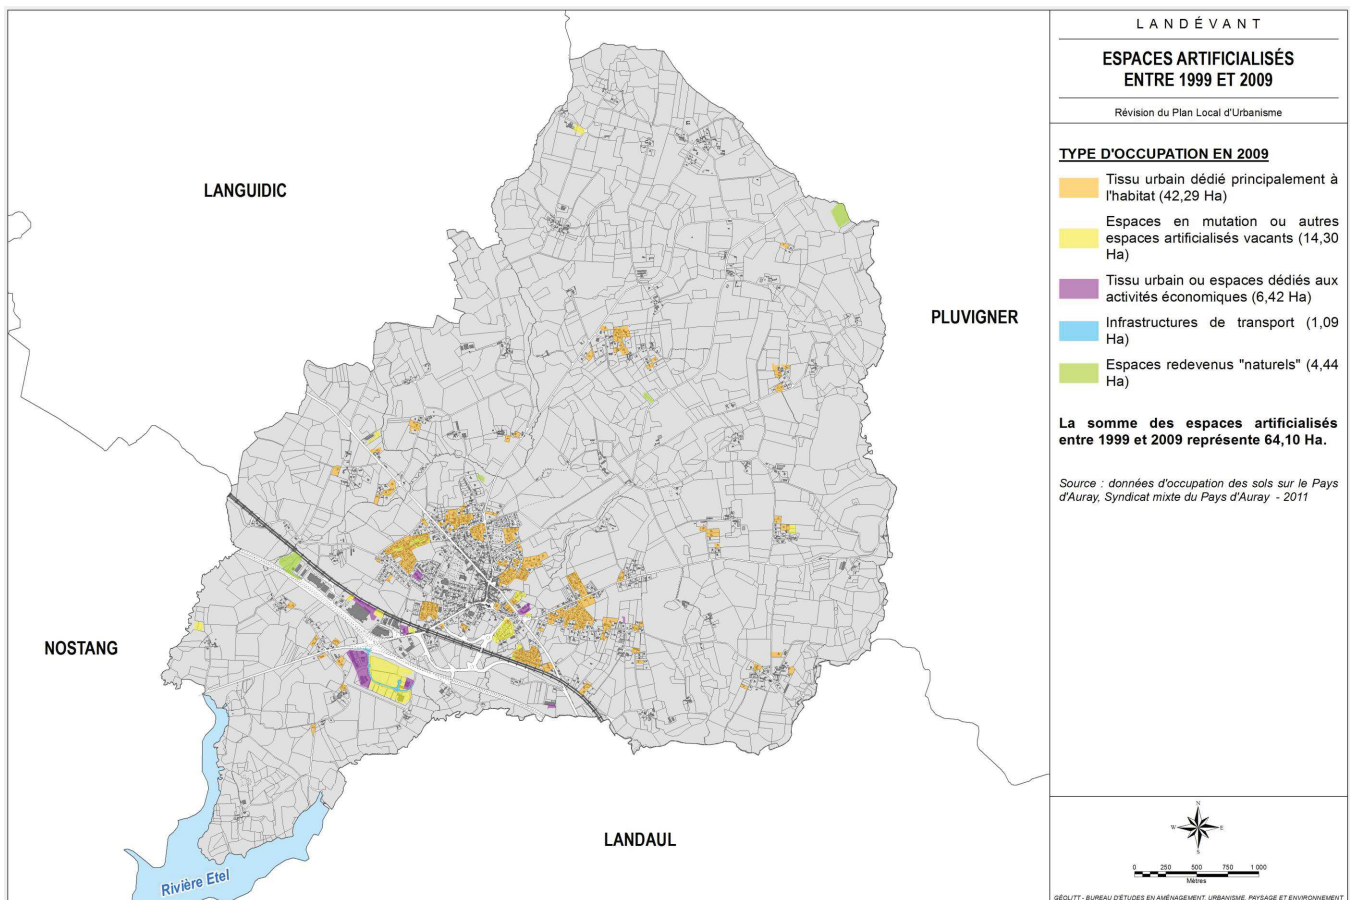 LANDÉVANT
ESPACES ARTIFICIALISÉS
ENTRE 1999 ET 2009
Révision du Plan Local d'Urbanisme
TYPE D'OCCUPATION EN 2009
Tissu urbain dédié principalement à
l'habitat (42,29 Ha)
Espaces en mutation ou autres
espaces artificialisés vacants (14,30
Ha)
Tissu urbain ou espaces dédiés aux
activités économiques (6,42 Ha)
Infrastructures de transport (1,09
Ha)
Espaces redevenus "naturels" (4,44
Ha)
La somme des espaces artificialisés
entre 1999 et 2009 représente 64,10 Ha.
Source : données d'occupation des sols sur le Pays
d'Auray, Syndicat mixte du Pays d'Auray - 2011
LANGUIDIC
PLUVIGNER
NOSTANG
LANDAUL
Rivière Etel
N
W E
S
0 250 500 750 1 000
Mètres
GÉOLITT - BUREAU D'ÉTUDES EN AMÉNAGEMENT, URBANISME, PAYSAGE ET ENVIRONNEMENT